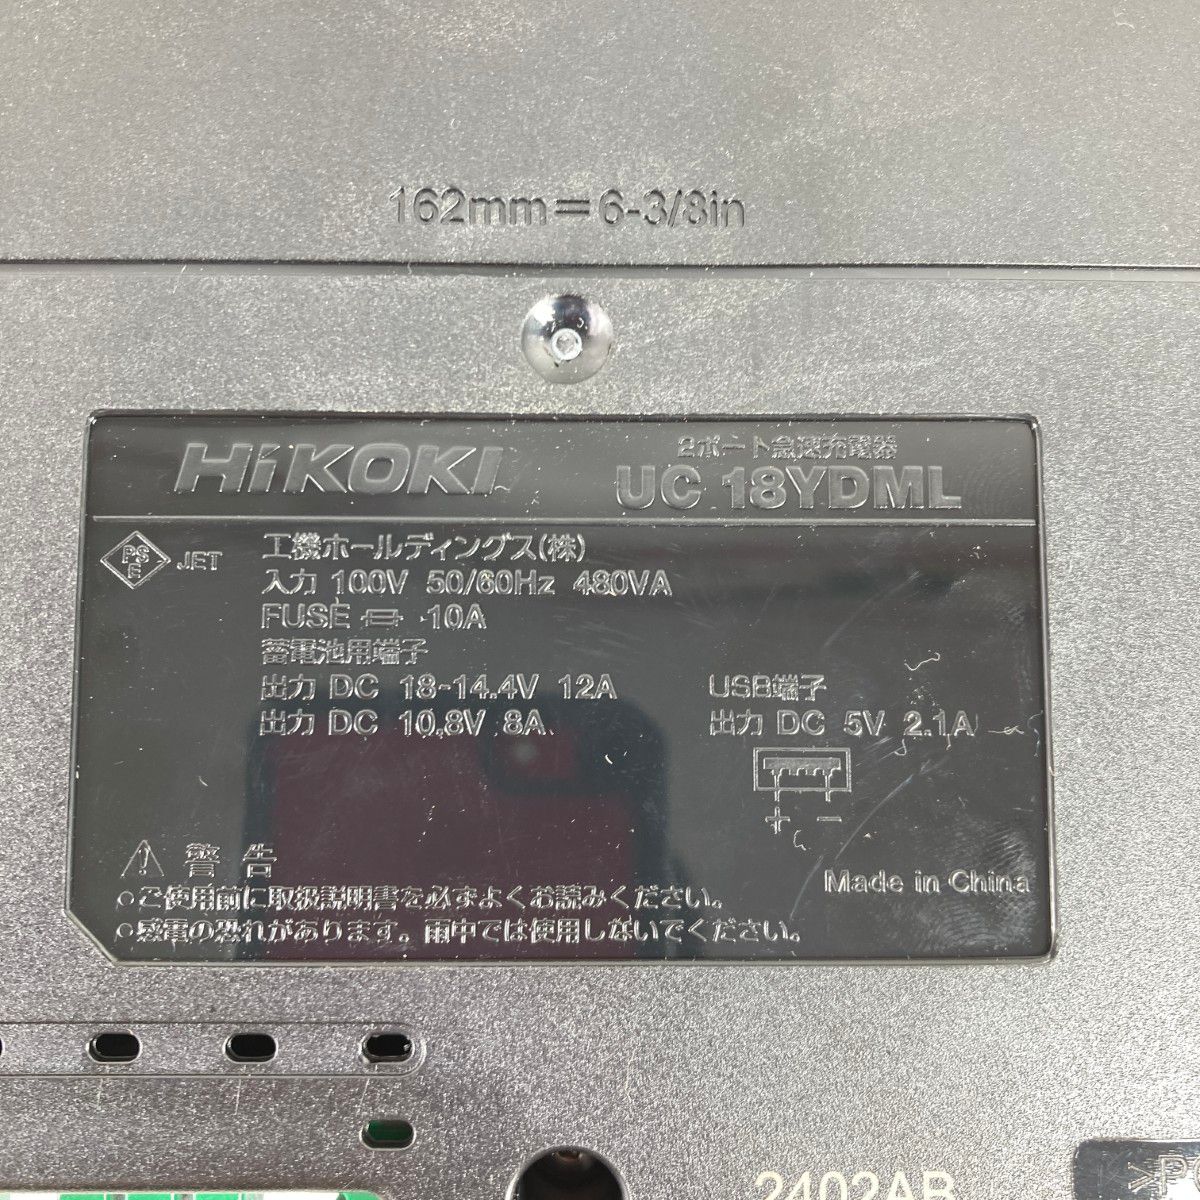 162mm=6-3/8in
HiKOKI
2ポート急速充電器
UC 18YDML
PSE JET
工機ホールディングス(株)
入力 100V 50/60Hz 480VA
FUSE 10A
蓄電池用端子
出力 DC 18-14.4V 12A
出力 DC 10.8V 8A
USB端子
出力 DC 5V 2.1A
+ −
⚠ 警告
Made in China
○ご使用前に取扱説明書を必ずよくお読みください。
○感電の恐れがあります。雨中では使用しないでください。
2402AB
>P